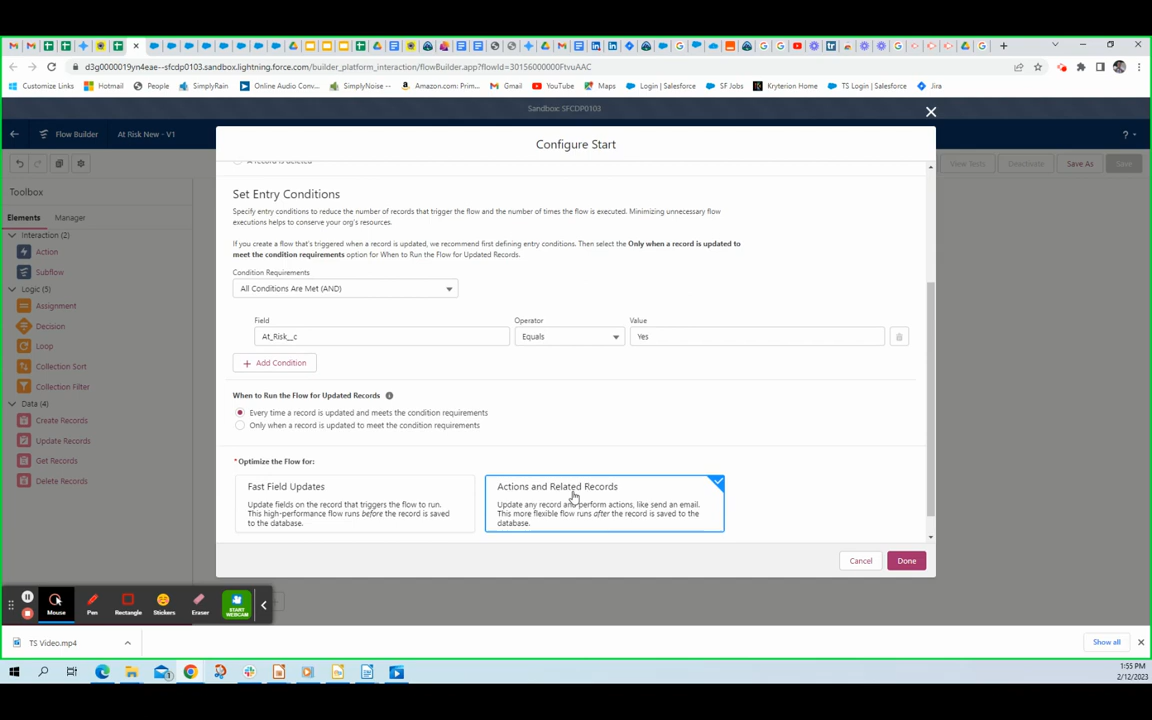 d3g0000019yn4eae--sfcdp0103.sandbox.lightning.force.com/builder_platform_interaction/flowBuilder.app?flowId=30156000000FtvuAAC
Customize Links
Hotmail
People
SimplyRain
Online Audio Conv...
SimplyNoise --
Amazon.com: Prim...
Gmail
YouTube
Maps
Login | Salesforce
SF Jobs
Kryterion Home
TS Login | Salesforce
Jira
Sandbox: SFCDP0103
Flow Builder
At Risk New - V1
?
Configure Start
View Tests
Deactivate
Save As
Save
A record is deleted
Toolbox
Elements
Manager
Interaction (2)
Action
Subflow
Logic (5)
Assignment
Decision
Loop
Collection Sort
Collection Filter
Data (4)
Create Records
Update Records
Get Records
Delete Records
Set Entry Conditions
Specify entry conditions to reduce the number of records that trigger the flow and the number of times the flow is executed. Minimizing unnecessary flow
executions helps to conserve your org's resources.
If you create a flow that's triggered when a record is updated, we recommend first defining entry conditions. Then select the Only when a record is updated to
meet the condition requirements option for When to Run the Flow for Updated Records.
Condition Requirements
All Conditions Are Met (AND)
Field
Operator
Value
At_Risk__c
Equals
Yes
+ Add Condition
When to Run the Flow for Updated Records
Every time a record is updated and meets the condition requirements
Only when a record is updated to meet the condition requirements
*Optimize the Flow for:
Fast Field Updates
Update fields on the record that triggers the flow to run.
This high-performance flow runs before the record is saved
to the database.
Actions and Related Records
Update any record and perform actions, like send an email.
This more flexible flow runs after the record is saved to the
database.
Cancel
Done
Mouse
Pen
Rectangle
Stickers
Eraser
START
WEBCAM
TS Video.mp4
Show all
1:55 PM
2/12/2023